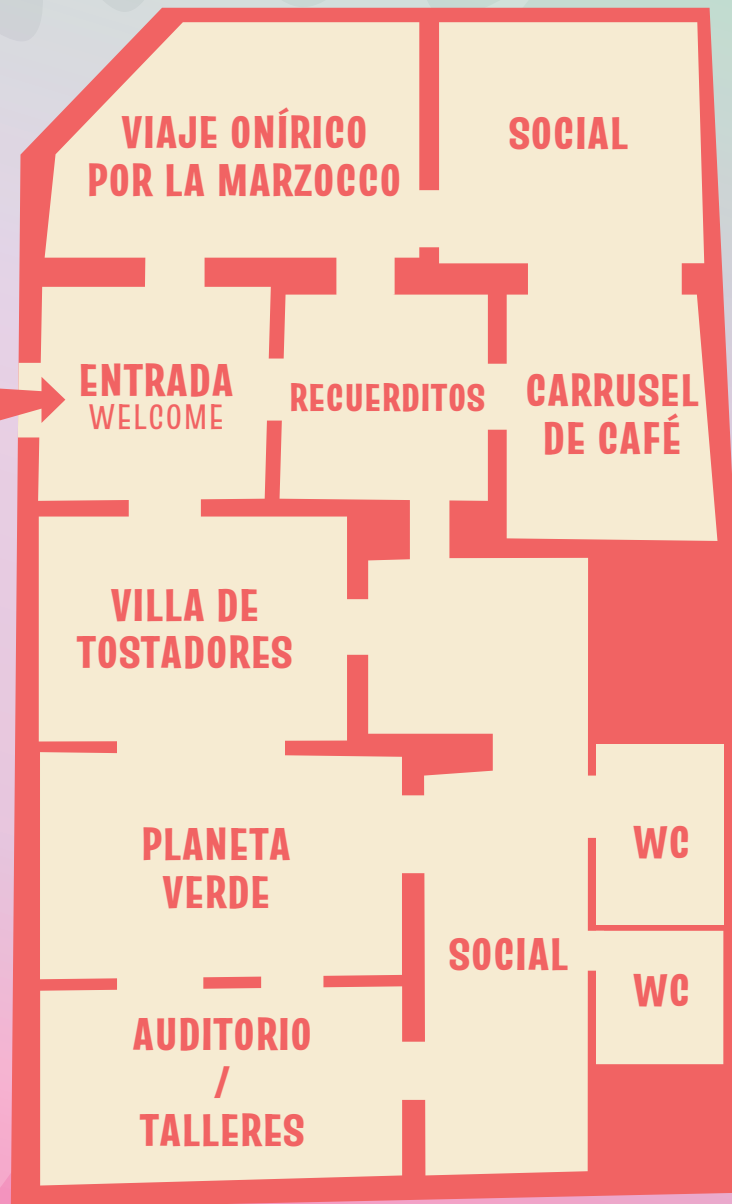 VIAJE ONÍRICO
POR LA MARZOCCO
SOCIAL
ENTRADA
WELCOME
RECUERDITOS
CARRUSEL
DE CAFÉ
VILLA DE
TOSTADORES
PLANETA
VERDE
WC
SOCIAL
WC
AUDITORIO
/
TALLERES